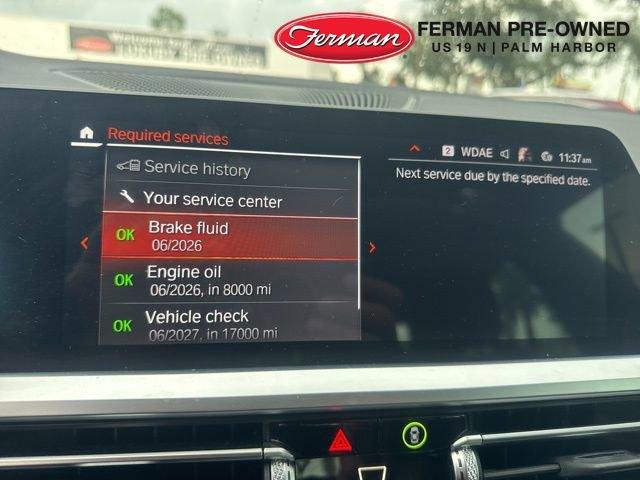 Ferman
FERMAN PRE-OWNED
US 19 N | PALM HARBOR
Required services
2 WDAE 11:37 am
Service history
Next service due by the specified date.
Your service center
OK Brake fluid
06/2026
OK Engine oil
06/2026, in 8000 mi
OK Vehicle check
06/2027, in 17000 mi